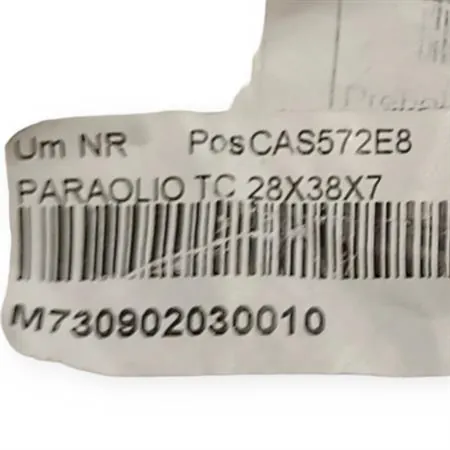 Um NR PosCAS572E8
PARAOLIO TC 28X38X7
M730902030010